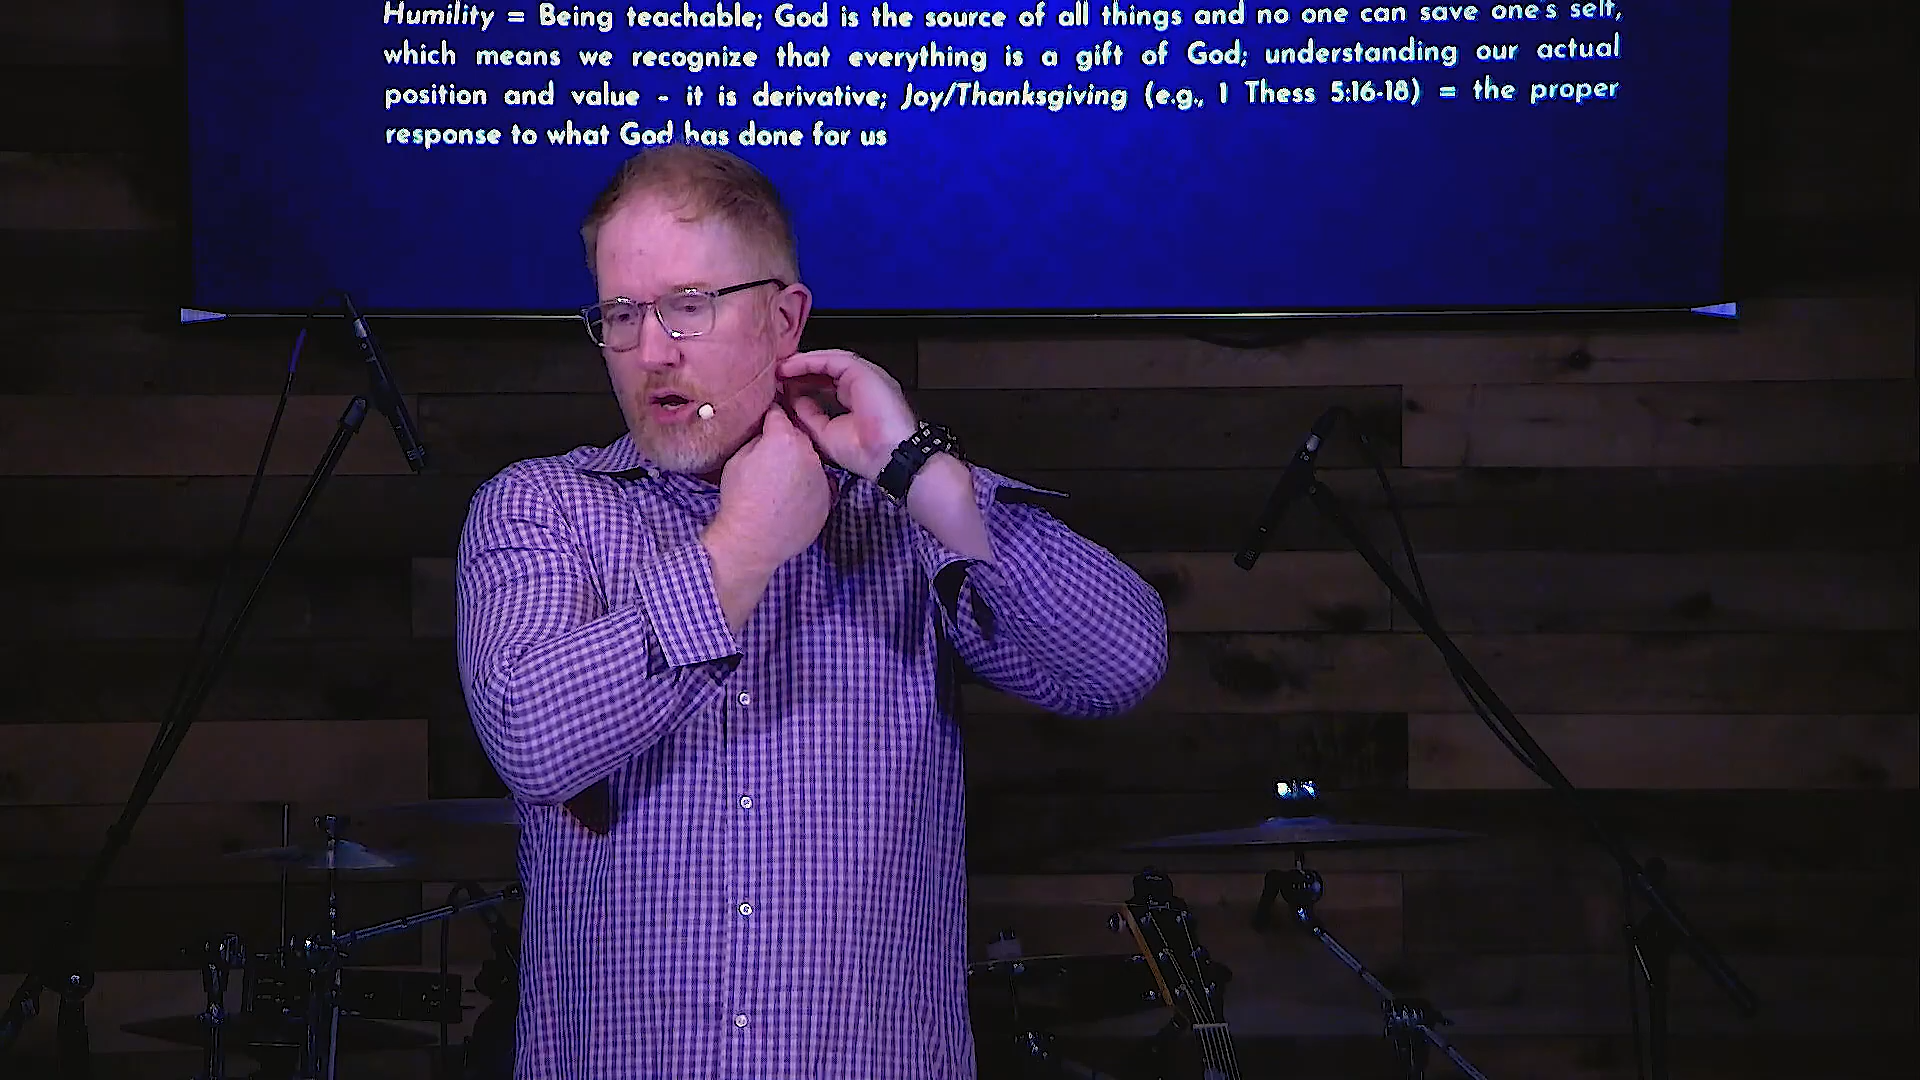 Humility = Being teachable; God is the source of all things and no one can save one's self,
which means we recognize that everything is a gift of God; understanding our actual
position and value - it is derivative; Joy/Thanksgiving (e.g., 1 Thess 5:16-18) = the proper
response to what God has done for us